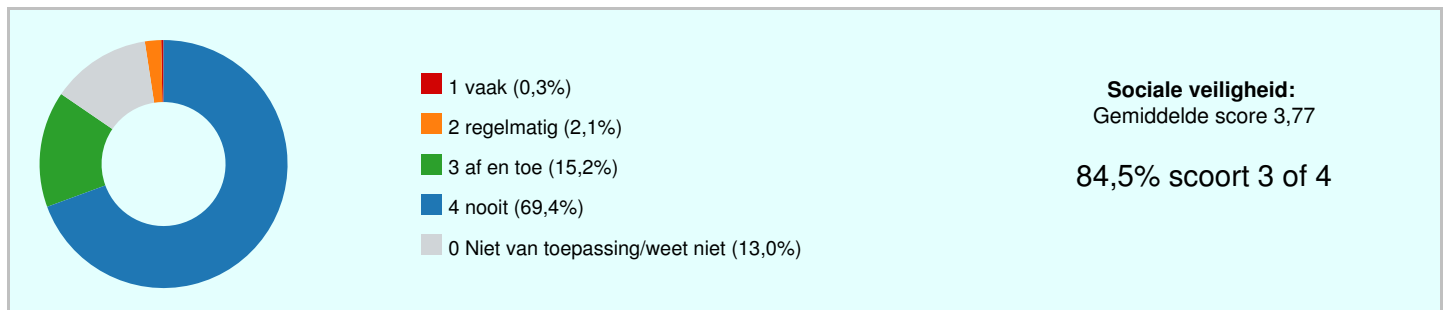 1 vaak (0,3%)
2 regelmatig (2,1%)
3 af en toe (15,2%)
4 nooit (69,4%)
0 Niet van toepassing/weet niet (13,0%)
Sociale veiligheid:
Gemiddelde score 3,77
84,5% scoort 3 of 4